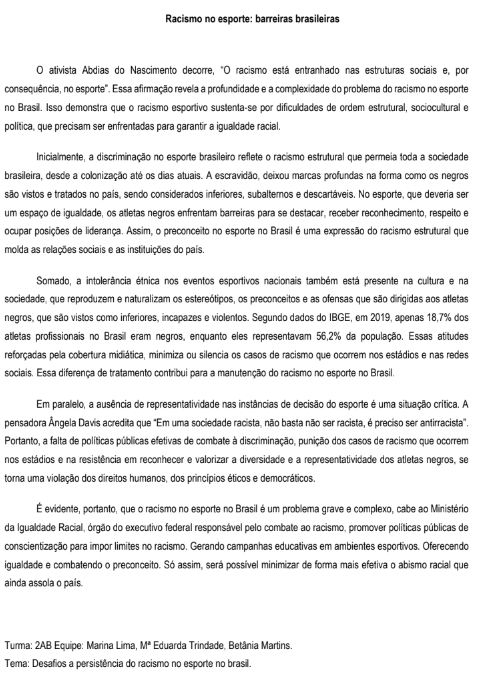 Racismo no esporte: barreiras brasileiras
O ativista Abdias do Nascimento decorre, “O racismo está entranhado nas estruturas sociais e, por
consequência, no esporte”. Essa afirmação revela a profundidade e a complexidade do problema do racismo no esporte
no Brasil. Isso demonstra que o racismo esportivo sustenta-se por dificuldades de ordem estrutural, sociocultural e
política, que precisam ser enfrentadas para garantir a igualdade racial.
Inicialmente, a discriminação no esporte brasileiro reflete o racismo estrutural que permeia toda a sociedade
brasileira, desde a colonização até os dias atuais. A escravidão, deixou marcas profundas na forma como os negros
são vistos e tratados no país, sendo considerados inferiores, subalternos e descartáveis. No esporte, que deveria ser
um espaço de igualdade, os atletas negros enfrentam barreiras para se destacar, receber reconhecimento, respeito e
ocupar posições de liderança. Assim, o preconceito no esporte no Brasil é uma expressão do racismo estrutural que
molda as relações sociais e as instituições do país.
Somado, a intolerância étnica nos eventos esportivos nacionais também está presente na cultura e na
sociedade, que reproduzem e naturalizam os estereótipos, os preconceitos e as ofensas que são dirigidas aos atletas
negros, que são vistos como inferiores, incapazes e violentos. Segundo dados do IBGE, em 2019, apenas 18,7% dos
atletas profissionais no Brasil eram negros, enquanto eles representavam 56,2% da população. Essas atitudes
reforçadas pela cobertura midiática, minimiza ou silencia os casos de racismo que ocorrem nos estádios e nas redes
sociais. Essa diferença de tratamento contribui para a manutenção do racismo no esporte no Brasil.
Em paralelo, a ausência de representatividade nas instâncias de decisão do esporte é uma situação crítica. A
pensadora Ângela Davis acredita que “Em uma sociedade racista, não basta não ser racista, é preciso ser antirracista”.
Portanto, a falta de políticas públicas efetivas de combate à discriminação, punição dos casos de racismo que ocorrem
nos estádios e na resistência em reconhecer e valorizar a diversidade e a representatividade dos atletas negros, se
torna uma violação dos direitos humanos, dos princípios éticos e democráticos.
É evidente, portanto, que o racismo no esporte no Brasil é um problema grave e complexo, cabe ao Ministério
da Igualdade Racial, órgão do executivo federal responsável pelo combate ao racismo, promover políticas públicas de
conscientização para impor limites no racismo. Gerando campanhas educativas em ambientes esportivos. Oferecendo
igualdade e combatendo o preconceito. Só assim, será possível minimizar de forma mais efetiva o abismo racial que
ainda assola o país.
Turma: 2AB Equipe: Marina Lima, Mª Eduarda Trindade, Betânia Martins.
Tema: Desafios a persistência do racismo no esporte no brasil.